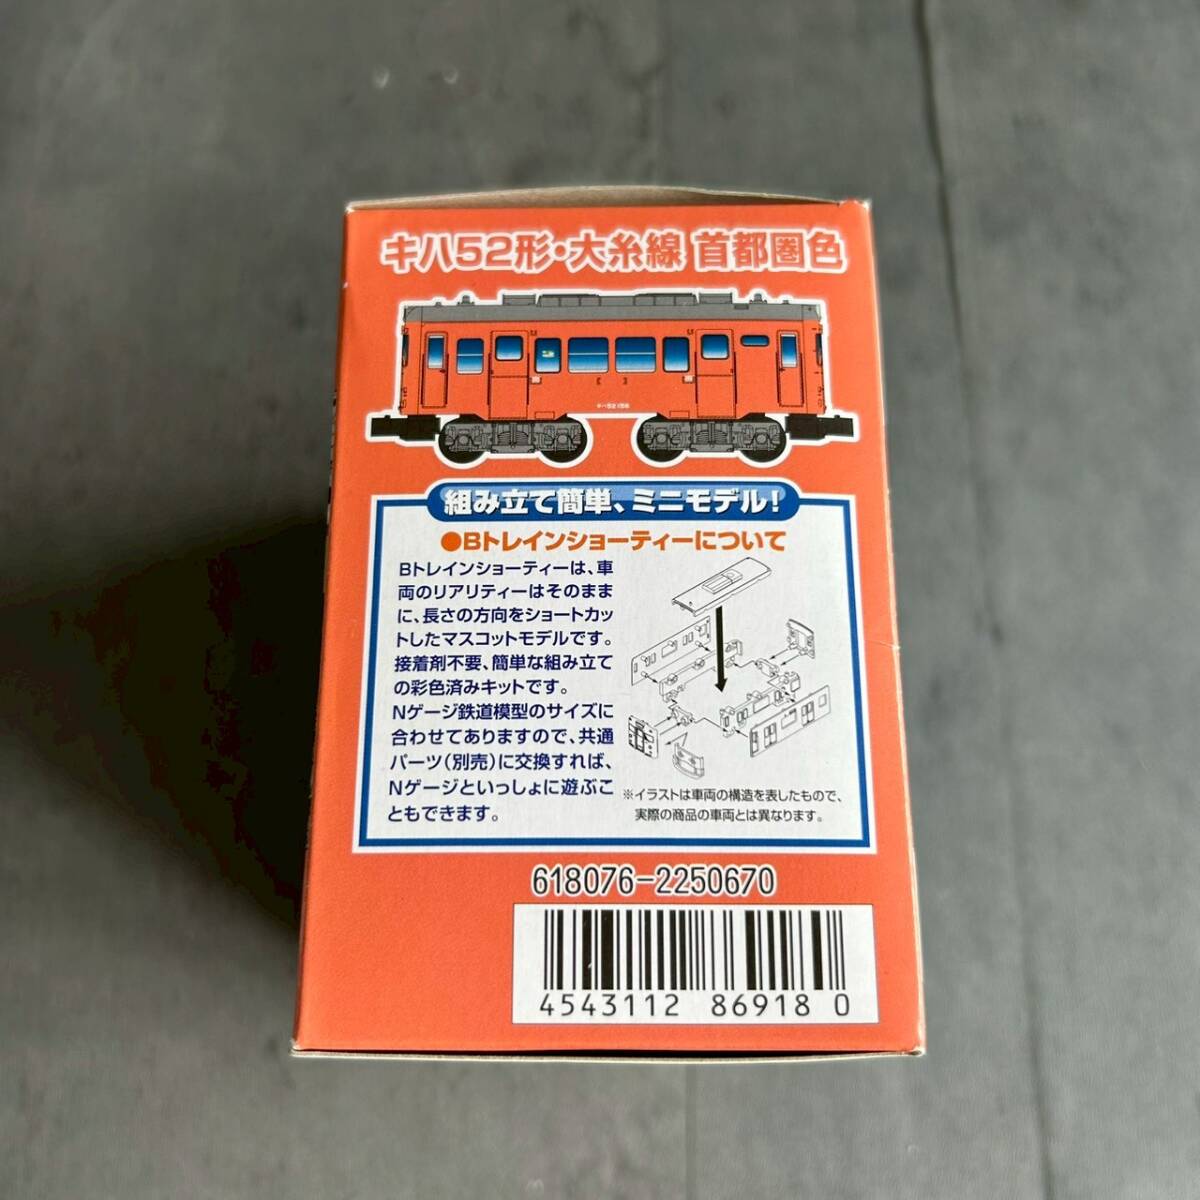 キハ52形・大糸線 首都圏色
キハ52 156
組み立て簡単、ミニモデル!
●Bトレインショーティーについて
Bトレインショーティーは、車
両のリアリティーはそのまま
に、長さの方向をショートカッ
トしたマスコットモデルです。
接着剤不要、簡単な組み立て
の彩色済みキットです。
Nゲージ鉄道模型のサイズに
合わせてありますので、共通
パーツ(別売)に交換すれば、
Nゲージといっしょに遊ぶこ
ともできます。
※イラストは車両の構造を表したもので、
実際の商品の車両とは異なります。
618076-2250670
4543112 869180